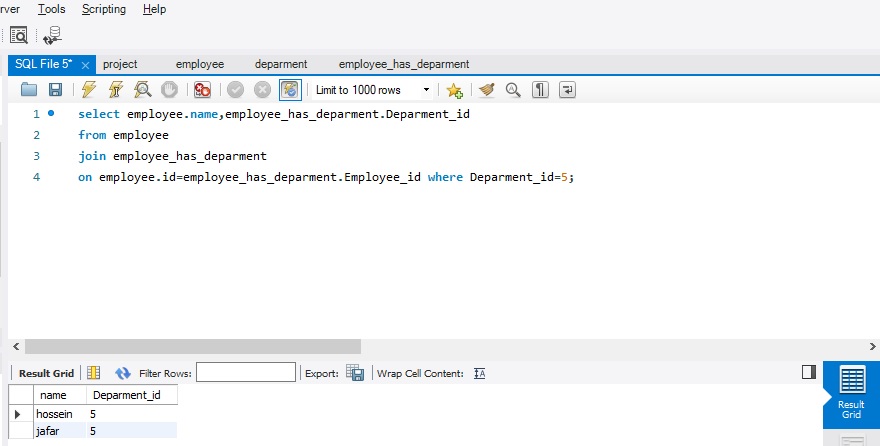 rver Tools Scripting Help
SQL File 5* project employee deparment employee_has_deparment
Limit to 1000 rows
1 select employee.name,employee_has_deparment.Deparment_id
2 from employee
3 join employee_has_deparment
4 on employee.id=employee_has_deparment.Employee_id where Deparment_id=5;
Result Grid Filter Rows: Export: Wrap Cell Content:
name Deparment_id
hossein 5
jafar 5
Result
Grid